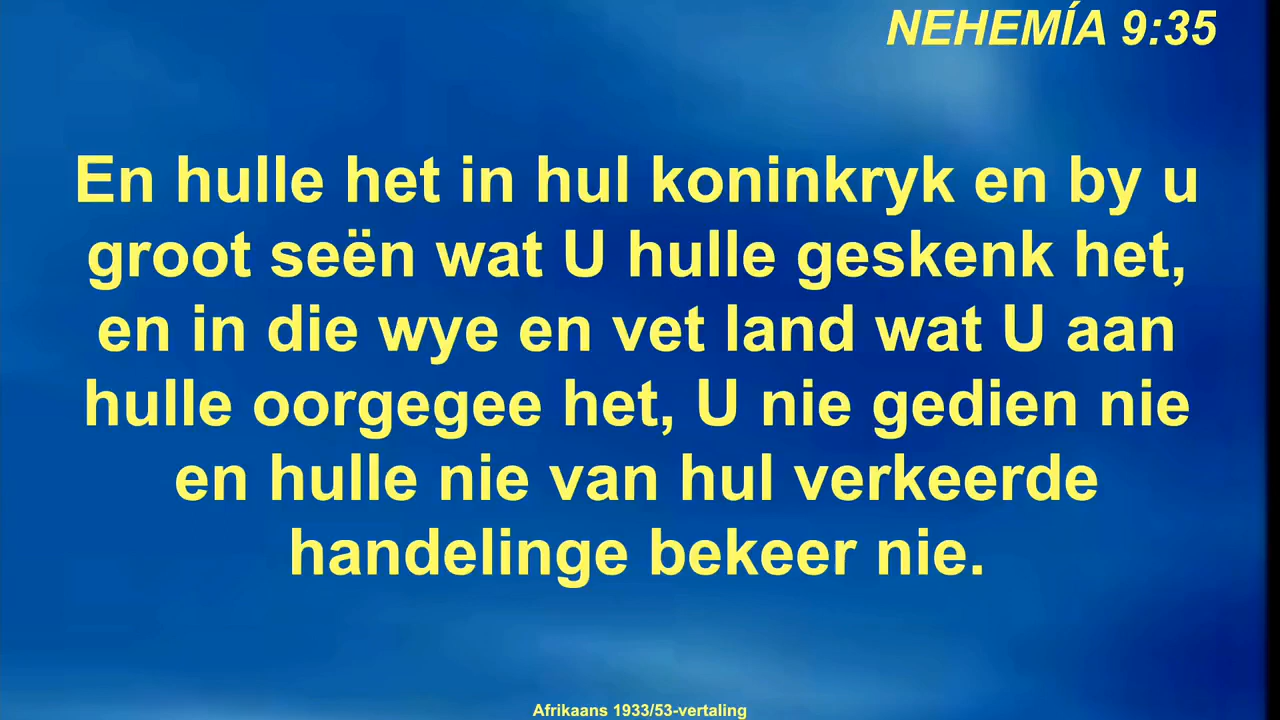 NEHEMÍA 9:35
En hulle het in hul koninkryk en by u
groot seën wat U hulle geskenk het,
en in die wye en vet land wat U aan
hulle oorgegee het, U nie gedien nie
en hulle nie van hul verkeerde
handelinge bekeer nie.
Afrikaans 1933/53-vertaling